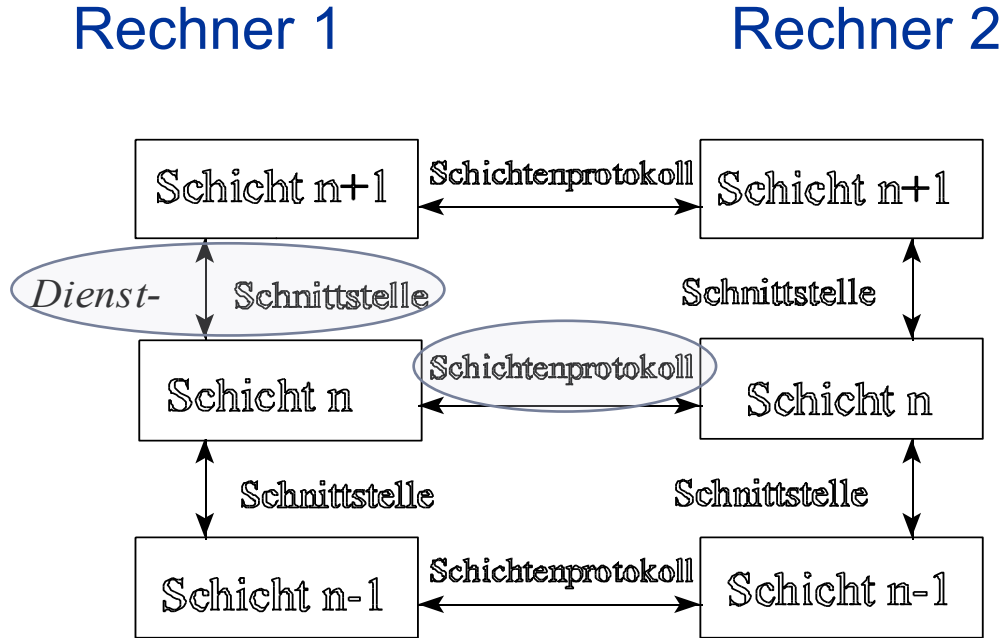 Rechner 1
Rechner 2
Schicht n+1
Schichtenprotokoll
Schicht n+1
Dienst-
Schnittstelle
Schnittstelle
Schicht n
Schichtenprotokoll
Schicht n
Schnittstelle
Schnittstelle
Schicht n-1
Schichtenprotokoll
Schicht n-1